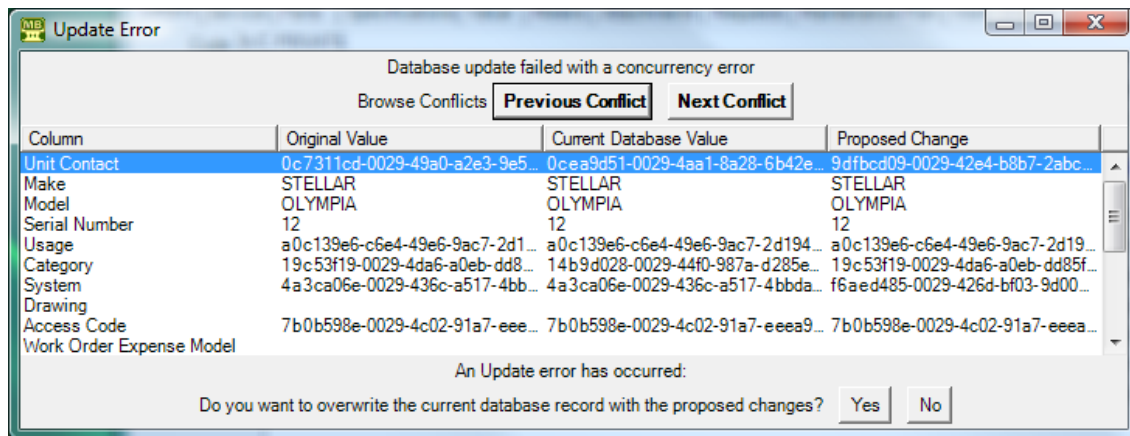 MB
Update Error
Database update failed with a concurrency error
Browse Conflicts Previous Conflict Next Conflict
Column Original Value Current Database Value Proposed Change
Unit Contact 0c7311cd-0029-49a0-a2e3-9e5... 0cea9d51-0029-4aa1-8a28-6b42e... 9dfbcd09-0029-42e4-b8b7-2abc...
Make STELLAR STELLAR STELLAR
Model OLYMPIA OLYMPIA OLYMPIA
Serial Number 12 12 12
Usage a0c139e6-c6e4-49e6-9ac7-2d1... a0c139e6-c6e4-49e6-9ac7-2d194... a0c139e6-c6e4-49e6-9ac7-2d19...
Category 19c53f19-0029-4da6-a0eb-dd8... 14b9d028-0029-44f0-987a-d285e... 19c53f19-0029-4da6-a0eb-dd85f...
System 4a3ca06e-0029-436c-a517-4bb... 4a3ca06e-0029-436c-a517-4bbda... f6aed485-0029-426d-bf03-9d00...
Drawing
Access Code 7b0b598e-0029-4c02-91a7-eee... 7b0b598e-0029-4c02-91a7-eeea9... 7b0b598e-0029-4c02-91a7-eeea...
Work Order Expense Model
An Update error has occurred:
Do you want to overwrite the current database record with the proposed changes? Yes No